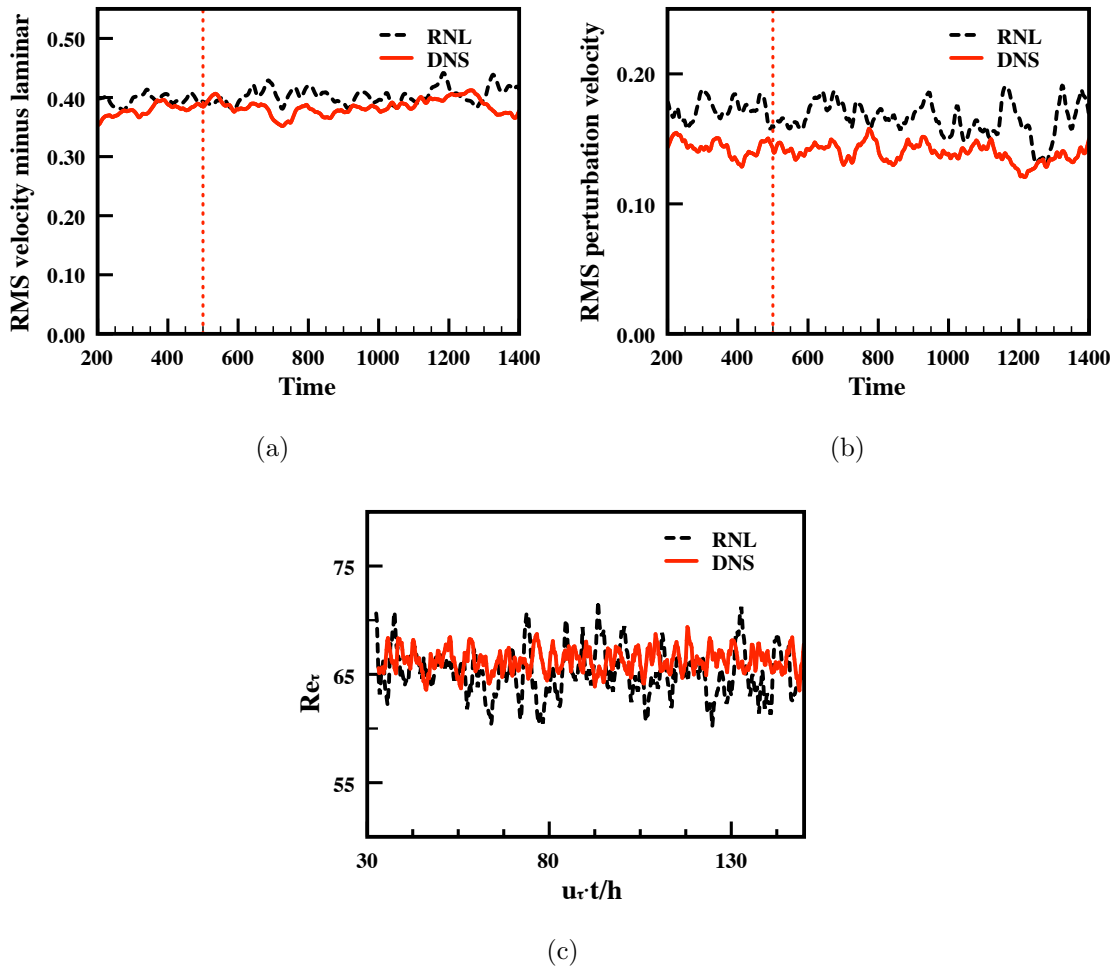 RMS velocity minus laminar
0.50
0.40
0.30
0.20
0.10
0.00
RNL
DNS
200 400 600 800 1000 1200 1400
Time
(a)
RMS perturbation velocity
0.20
0.10
0.00
RNL
DNS
200 400 600 800 1000 1200 1400
Time
(b)
Reτ
75
65
55
RNL
DNS
30 80 130
uτ·t/h
(c)